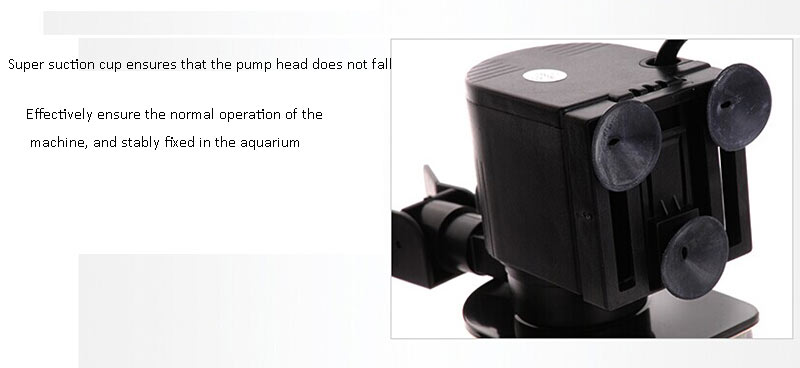 Super suction cup ensures that the pump head does not fall
Effectively ensure the normal operation of the
machine, and stably fixed in the aquarium